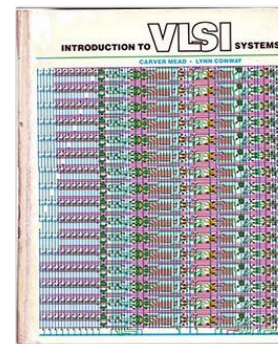 INTRODUCTION TO VLSI SYSTEMS
CARVER MEAD • LYNN CONWAY